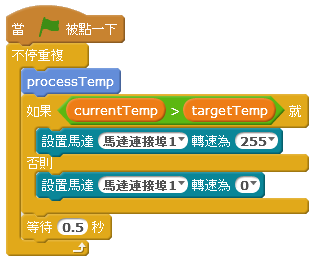 當 被點一下
不停重複
processTemp
如果 currentTemp > targetTemp 就
設置馬達 馬達連接埠1 轉速為 255
否則
設置馬達 馬達連接埠1 轉速為 0
等待 0.5 秒